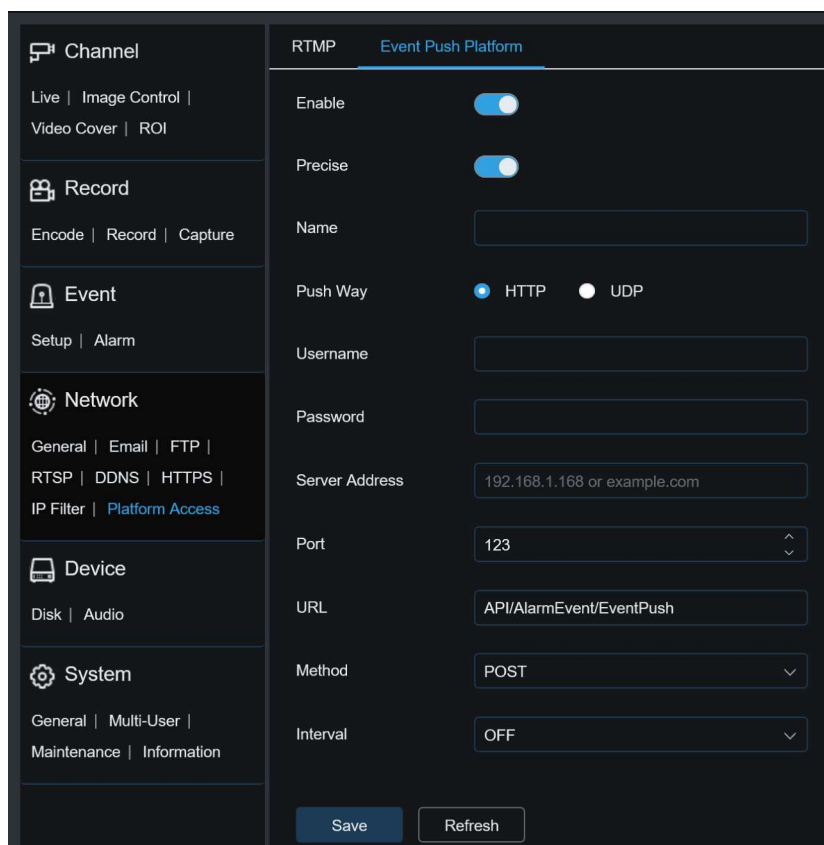 Channel
Live | Image Control |
Video Cover | ROI
Record
Encode | Record | Capture
Event
Setup | Alarm
Network
General | Email | FTP |
RTSP | DDNS | HTTPS |
IP Filter | Platform Access
Device
Disk | Audio
System
General | Multi-User |
Maintenance | Information
RTMP Event Push Platform
Enable
Precise
Name
Push Way HTTP UDP
Username
Password
Server Address 192.168.1.168 or example.com
Port 123
URL API/AlarmEvent/EventPush
Method POST
Interval OFF
Save Refresh